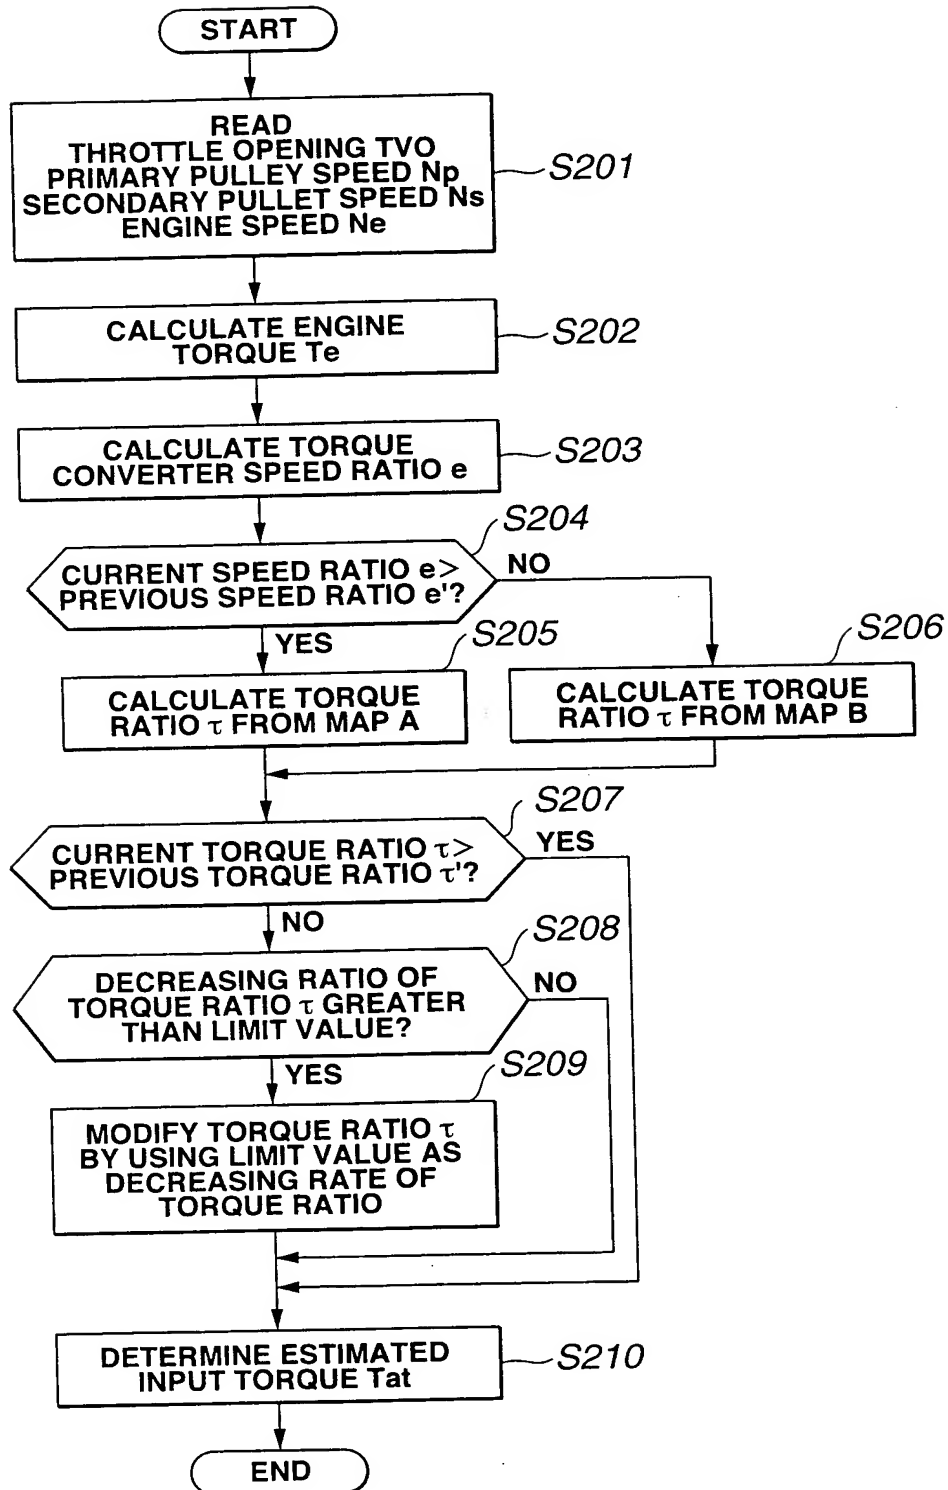 START
READ
THROTTLE OPENING TVO
PRIMARY PULLEY SPEED Np
SECONDARY PULLET SPEED Ns
ENGINE SPEED Ne
S201
CALCULATE ENGINE
TORQUE Te
S202
CALCULATE TORQUE
CONVERTER SPEED RATIO e
S203
S204
CURRENT SPEED RATIO e>
PREVIOUS SPEED RATIO e'?
NO
YES
S205
CALCULATE TORQUE
RATIO τ FROM MAP A
S206
CALCULATE TORQUE
RATIO τ FROM MAP B
S207
CURRENT TORQUE RATIO τ>
PREVIOUS TORQUE RATIO τ'?
YES
NO
S208
DECREASING RATIO OF
TORQUE RATIO τ GREATER
THAN LIMIT VALUE?
NO
YES
S209
MODIFY TORQUE RATIO τ
BY USING LIMIT VALUE AS
DECREASING RATE OF
TORQUE RATIO
DETERMINE ESTIMATED
INPUT TORQUE Tat
S210
END